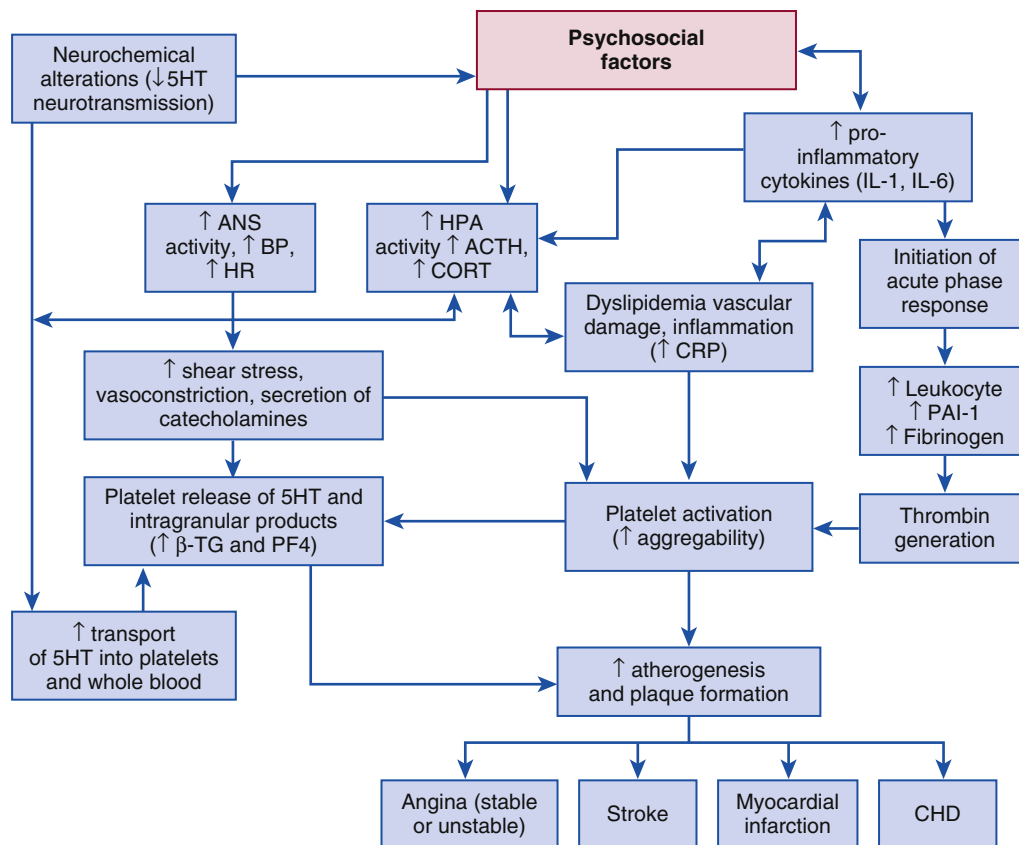 Neurochemical
alterations (↓5HT
neurotransmission)
Psychosocial
factors
↑ pro-
inflammatory
cytokines (IL-1, IL-6)
↑ ANS
activity, ↑ BP,
↑ HR
↑ HPA
activity ↑ ACTH,
↑ CORT
Initiation of
acute phase
response
Dyslipidemia vascular
damage, inflammation
(↑ CRP)
↑ shear stress,
vasoconstriction, secretion of
catecholamines
↑ Leukocyte
↑ PAI-1
↑ Fibrinogen
Platelet release of 5HT and
intragranular products
(↑ β-TG and PF4)
Platelet activation
(↑ aggregability)
Thrombin
generation
↑ transport
of 5HT into platelets
and whole blood
↑ atherogenesis
and plaque formation
Angina (stable
or unstable)
Stroke
Myocardial
infarction
CHD